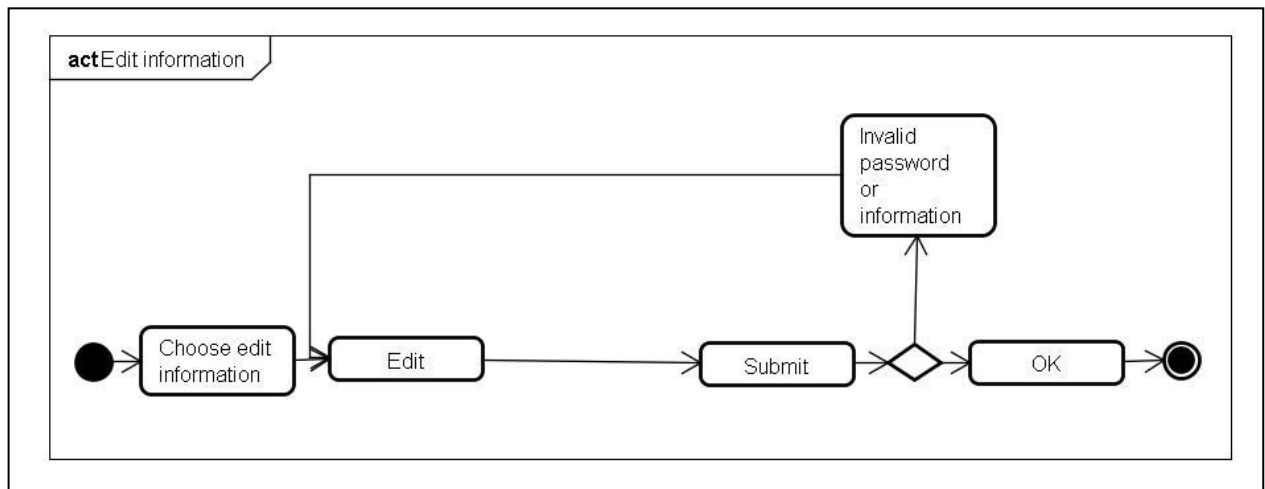 act Edit information
Invalid
password
or
information
Choose edit
information
Edit
Submit
OK